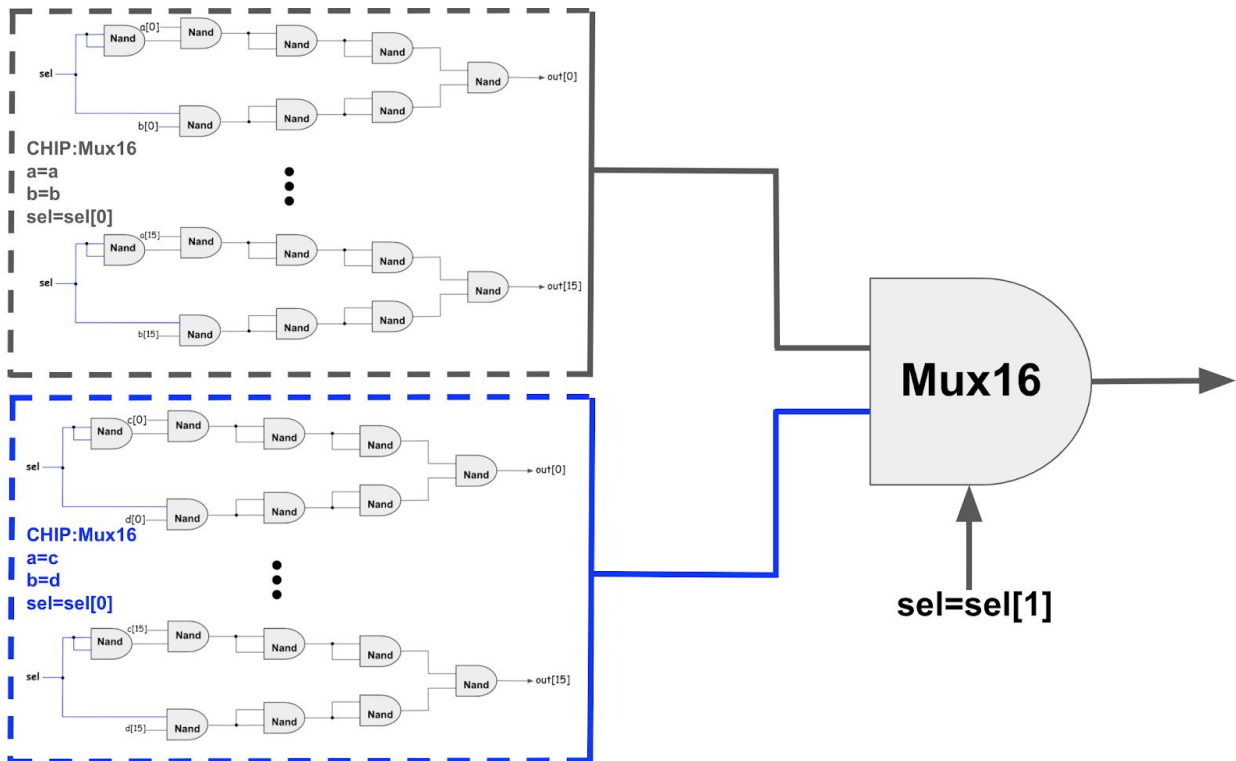 a[0]
Nand
Nand
Nand
Nand
Nand
out[0]
sel
Nand
Nand
Nand
b[0]
CHIP:Mux16
a=a
b=b
sel=sel[0]
a[15]
Nand
Nand
Nand
Nand
Nand
out[15]
sel
Nand
Nand
Nand
b[15]
c[0]
Nand
Nand
Nand
Nand
Nand
out[0]
sel
Nand
Nand
Nand
d[0]
CHIP:Mux16
a=c
b=d
sel=sel[0]
c[15]
Nand
Nand
Nand
Nand
Nand
out[15]
sel
Nand
Nand
Nand
d[15]
Mux16
sel=sel[1]